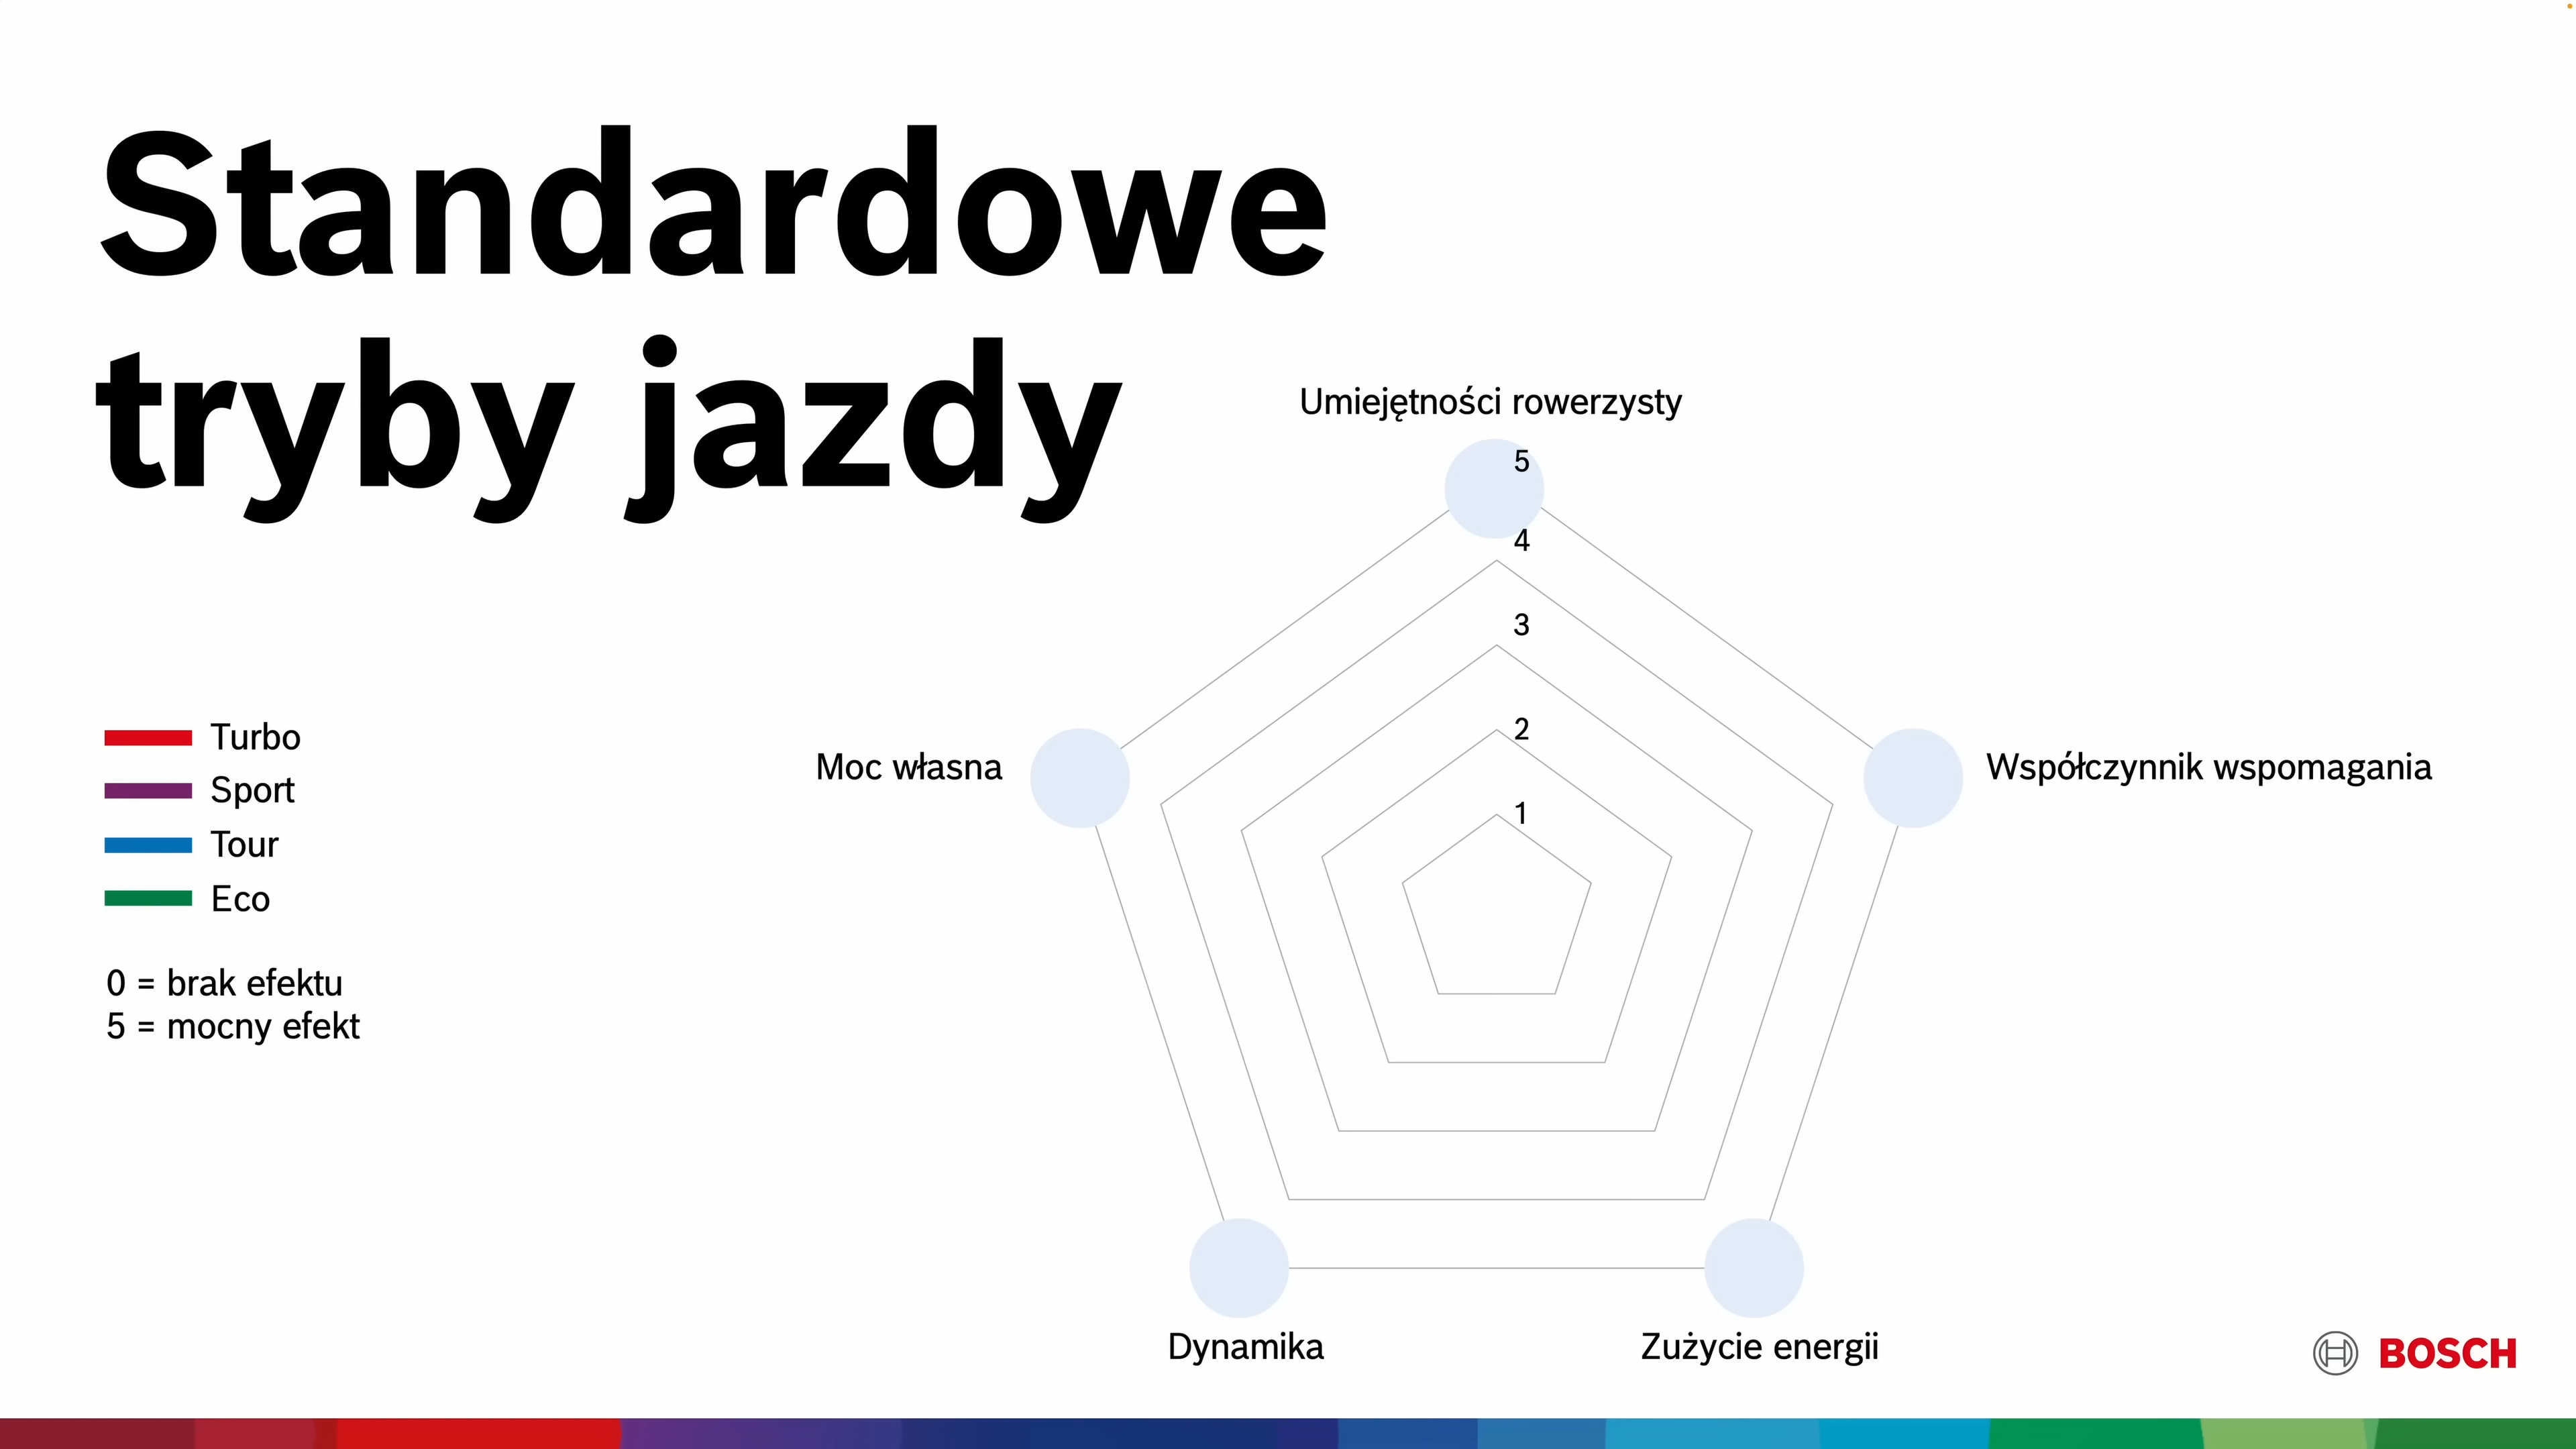 Standardowe
tryby jazdy
Umiejętności rowerzysty
5
4
3
2
1
Moc własna
Współczynnik wspomagania
Turbo
Sport
Tour
Eco
0 = brak efektu
5 = mocny efekt
Dynamika
Zużycie energii
BOSCH